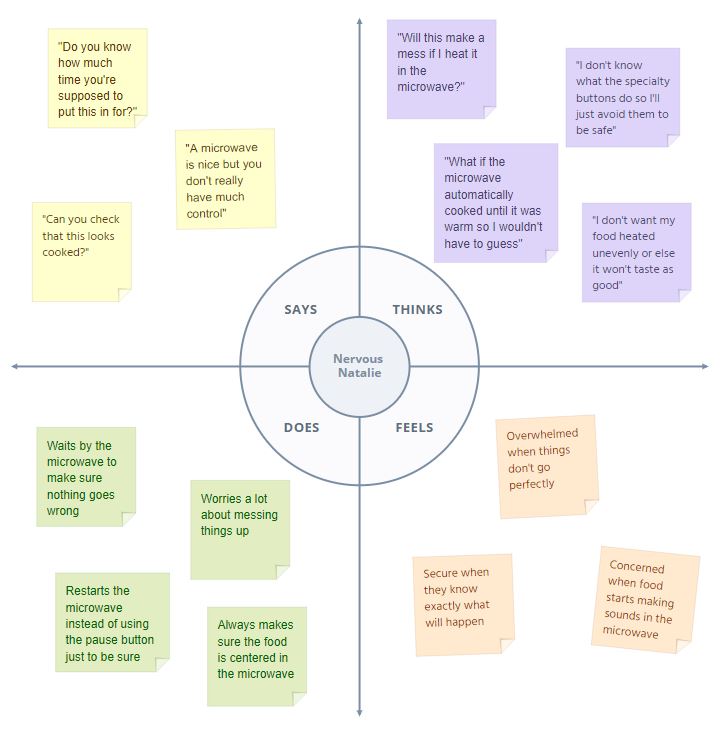 "Do you know
how much
time you're
supposed to
put this in for?"
"A microwave
is nice but you
don't really
have much
control"
"Can you check
that this looks
cooked?"
"Will this make a
mess if I heat it
in the
microwave?"
"I don't know
what the specialty
buttons do so I'll
just avoid them to
be safe"
"What if the
microwave
automatically
cooked until it was
warm so I wouldn't
have to guess"
"I don't want my
food heated
unevenly or else
it won't taste as
good"
SAYS
THINKS
Nervous
Natalie
DOES
FEELS
Waits by the
microwave to
make sure
nothing goes
wrong
Worries a lot
about messing
things up
Restarts the
microwave
instead of using
the pause button
just to be sure
Always makes
sure the food
is centered in
the microwave
Overwhelmed
when things
don't go
perfectly
Secure when
they know
exactly what
will happen
Concerned
when food
starts making
sounds in the
microwave